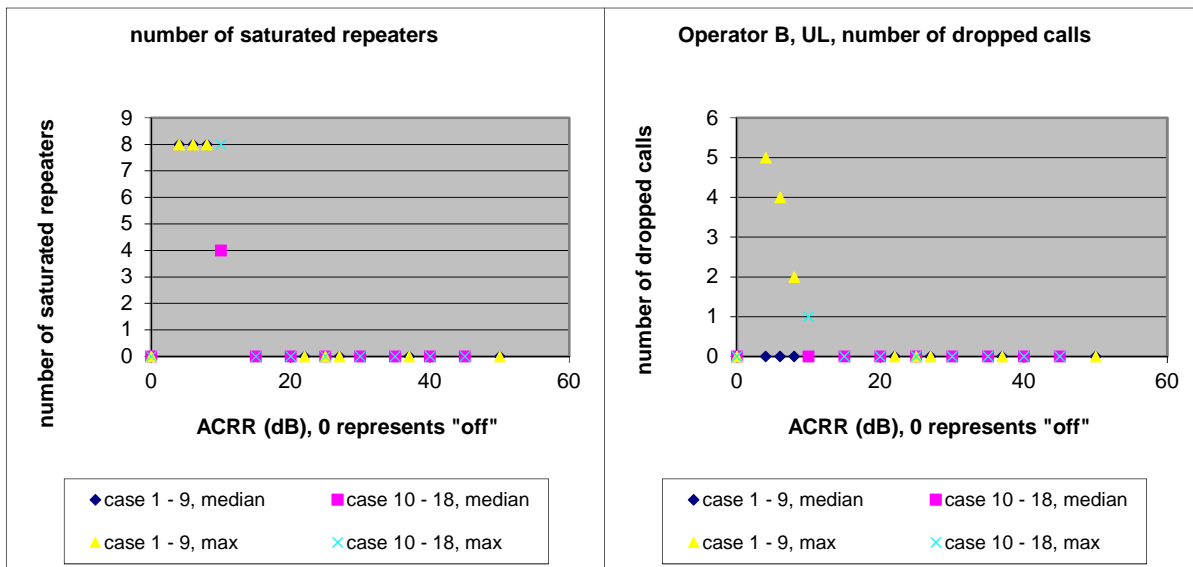 number of saturated repeaters
number of saturated repeaters
9
8
7
6
5
4
3
2
1
0
0 20 40 60
ACRR (dB), 0 represents "off"
case 1 - 9, median case 10 - 18, median
case 1 - 9, max case 10 - 18, max
Operator B, UL, number of dropped calls
number of dropped calls
6
5
4
3
2
1
0
0 20 40 60
ACRR (dB), 0 represents "off"
case 1 - 9, median case 10 - 18, median
case 1 - 9, max case 10 - 18, max